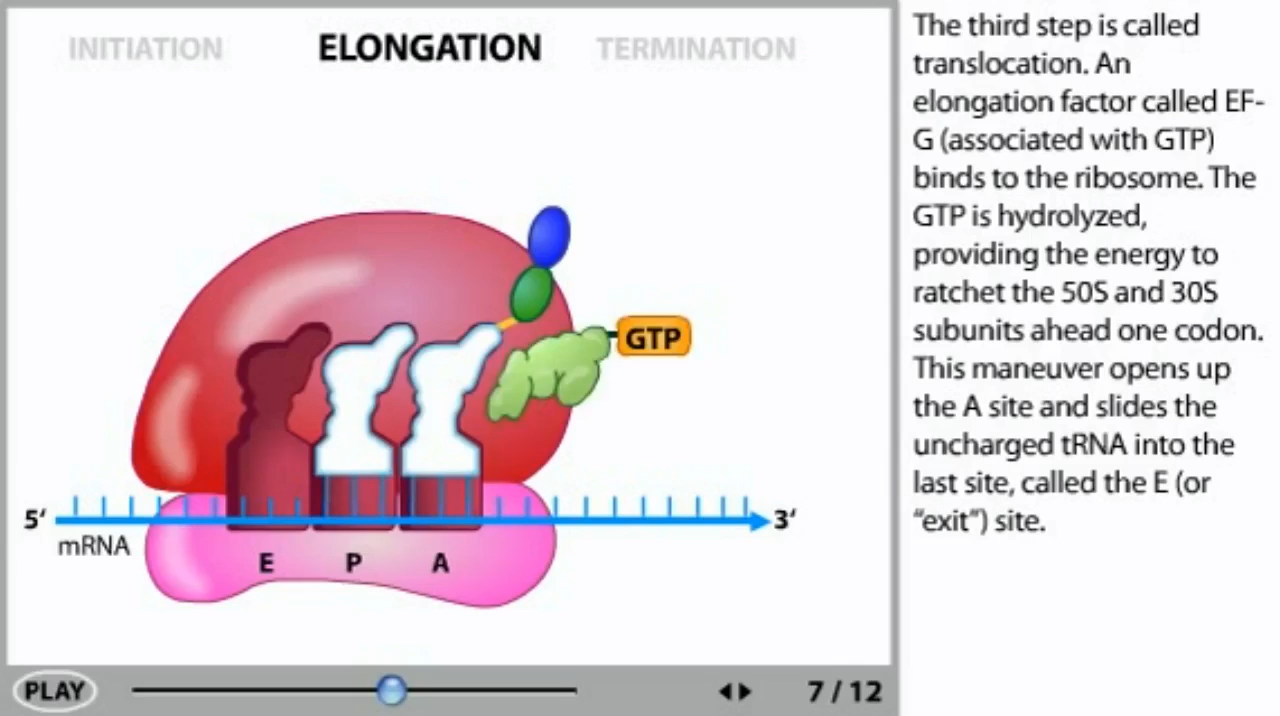 INITIATION ELONGATION TERMINATION
GTP
5‘ 3‘
mRNA
E P A
PLAY 7 / 12
The third step is called
translocation. An
elongation factor called EF-
G (associated with GTP)
binds to the ribosome. The
GTP is hydrolyzed,
providing the energy to
ratchet the 50S and 30S
subunits ahead one codon.
This maneuver opens up
the A site and slides the
uncharged tRNA into the
last site, called the E (or
“exit”) site.